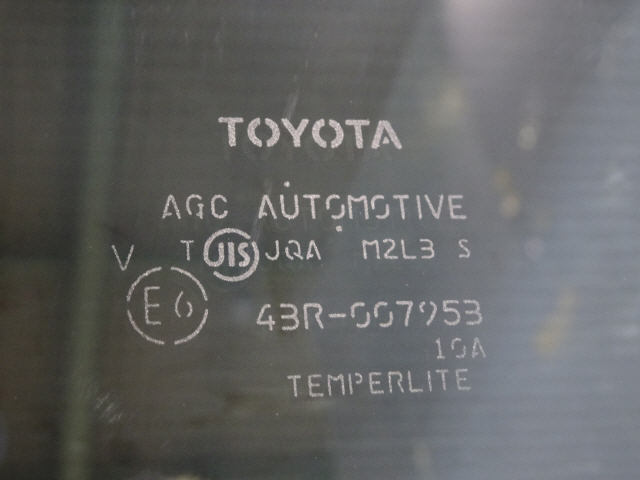 TOYOTA
AGC AUTOMOTIVE
V T JIS JQA M2L3 S
E6 43R-007953
10A
TEMPERLITE